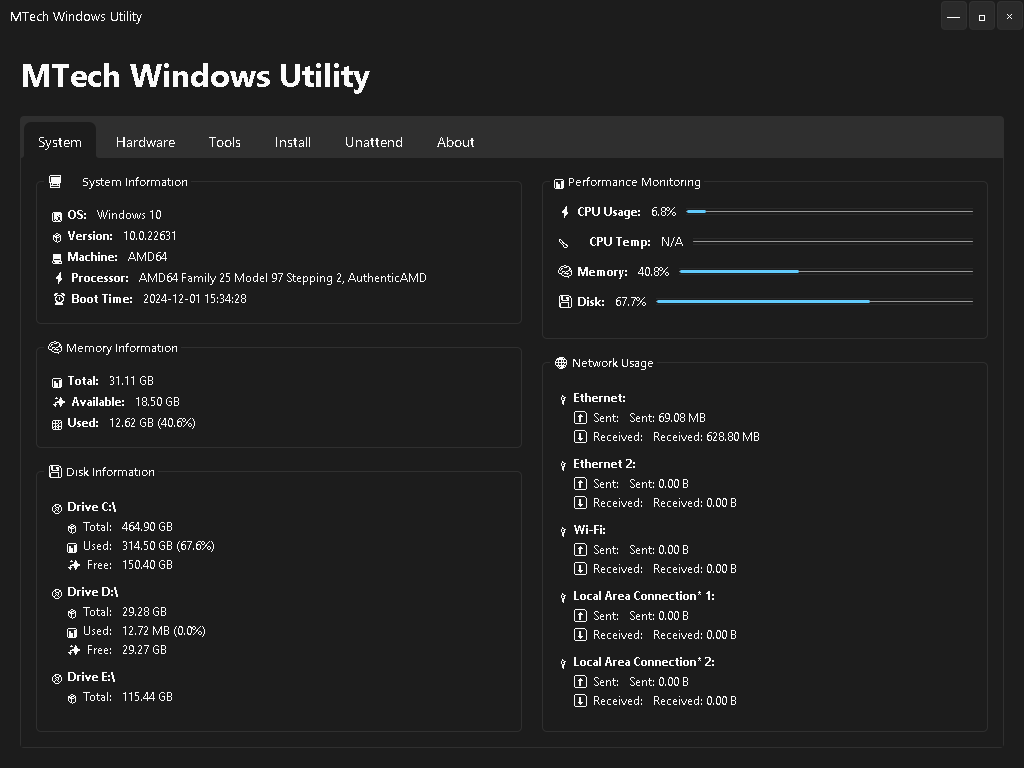 MTech Windows Utility
MTech Windows Utility
System Hardware Tools Install Unattend About
System Information
OS: Windows 10
Version: 10.0.22631
Machine: AMD64
Processor: AMD64 Family 25 Model 97 Stepping 2, AuthenticAMD
Boot Time: 2024-12-01 15:34:28
Memory Information
Total: 31.11 GB
Available: 18.50 GB
Used: 12.62 GB (40.6%)
Disk Information
Drive C:\
Total: 464.90 GB
Used: 314.50 GB (67.6%)
Free: 150.40 GB
Drive D:\
Total: 29.28 GB
Used: 12.72 MB (0.0%)
Free: 29.27 GB
Drive E:\
Total: 115.44 GB
Performance Monitoring
CPU Usage: 6.8%
CPU Temp: N/A
Memory: 40.8%
Disk: 67.7%
Network Usage
Ethernet:
Sent: Sent: 69.08 MB
Received: Received: 628.80 MB
Ethernet 2:
Sent: Sent: 0.00 B
Received: Received: 0.00 B
Wi-Fi:
Sent: Sent: 0.00 B
Received: Received: 0.00 B
Local Area Connection* 1:
Sent: Sent: 0.00 B
Received: Received: 0.00 B
Local Area Connection* 2:
Sent: Sent: 0.00 B
Received: Received: 0.00 B